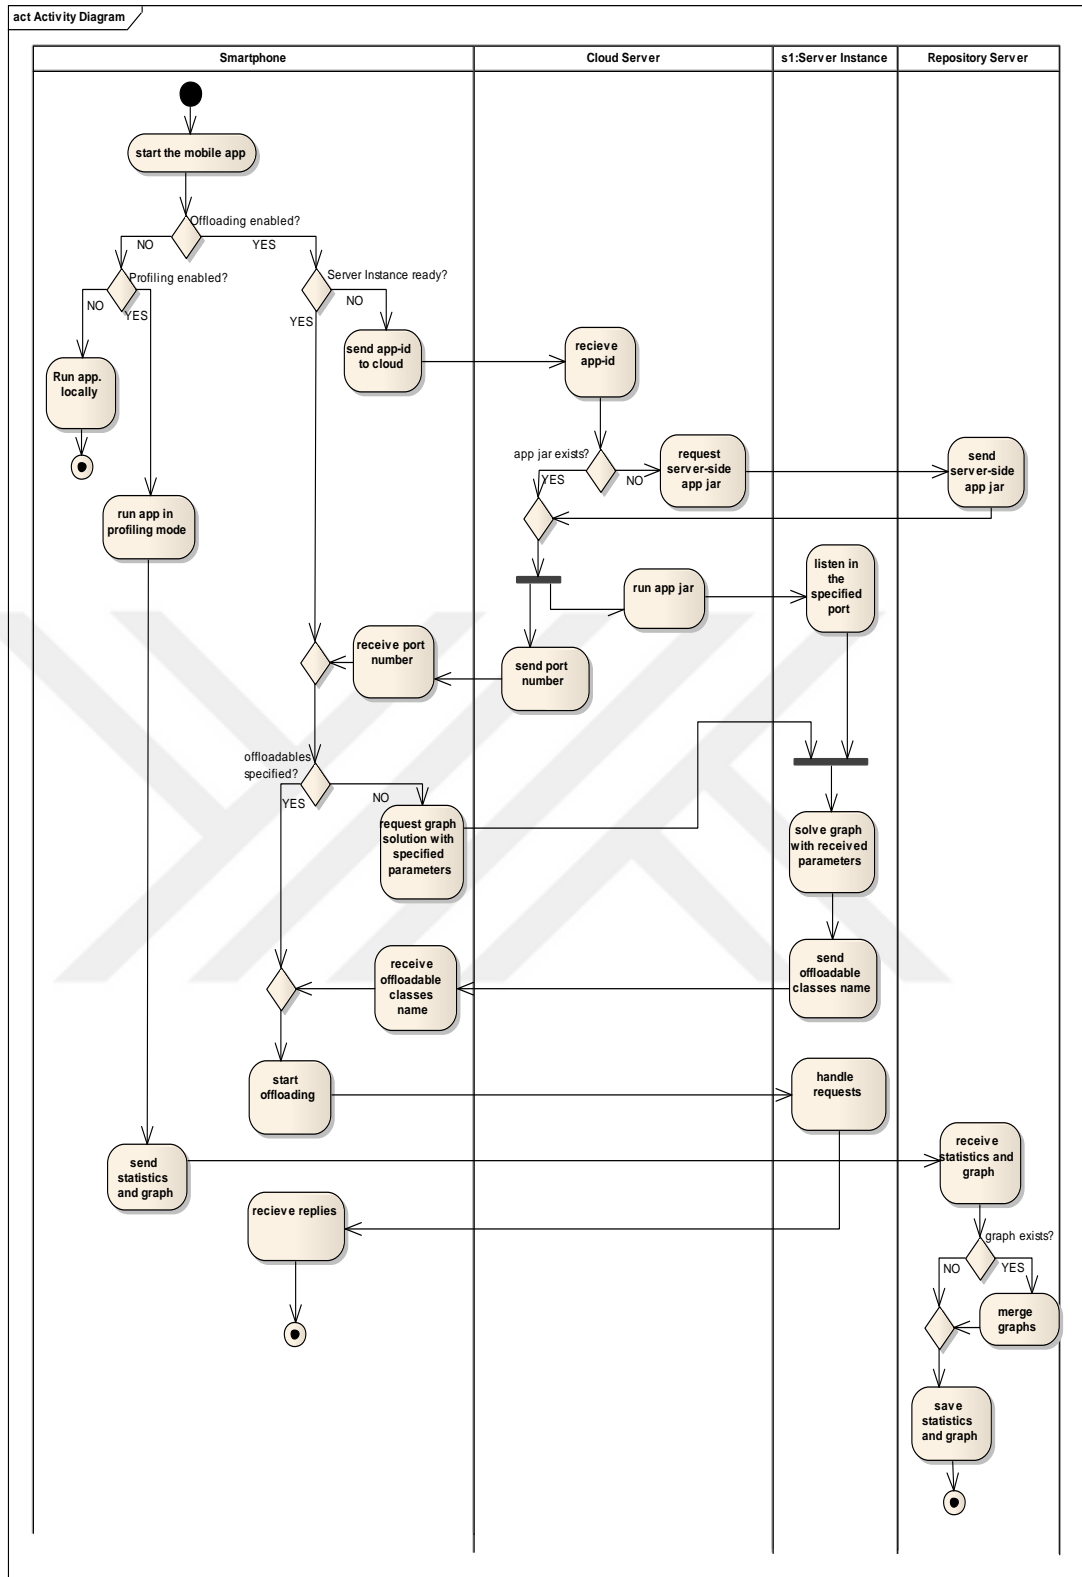 act Activity Diagram
Smartphone
Cloud Server
s1:Server Instance
Repository Server
start the mobile app
Offloading enabled?
NO
YES
Profiling enabled?
NO
YES
Server Instance ready?
NO
YES
send app-id
to cloud
recieve
app-id
Run app.
locally
app jar exists?
YES
NO
request
server-side
app jar
send
server-side
app jar
run app in
profiling mode
listen in
the
specified
port
run app jar
receive port
number
send port
number
offloadables
specified?
YES
NO
request graph
solution with
specified
parameters
solve graph
with received
parameters
receive
offloadable
classes
name
send
offloadable
classes name
start
offloading
handle
requests
send
statistics
and graph
receive
statistics and
graph
recieve replies
graph exists?
NO
YES
merge
graphs
save
statistics
and graph